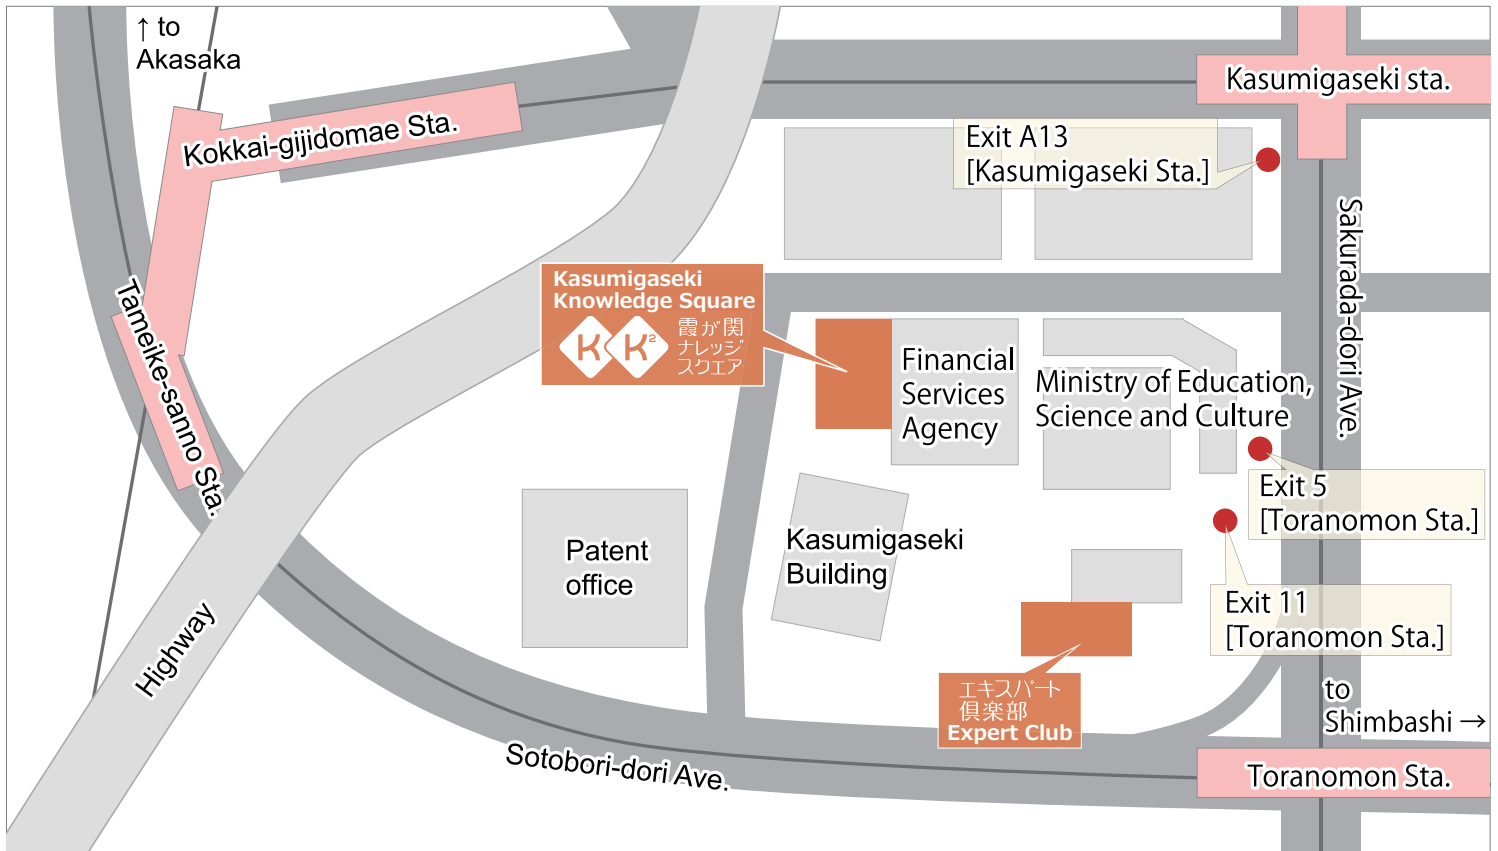 ↑ to
Akasaka
Kokkai-gijidomae Sta.
Kasumigaseki sta.
Exit A13
[Kasumigaseki Sta.]
Sakurada-dori Ave.
Kasumigaseki
Knowledge Square
K K²
霞が関
ナレッジ
スクエア
Tameike-sanno Sta.
Financial
Services
Agency
Ministry of Education,
Science and Culture
Exit 5
[Toranomon Sta.]
Patent
office
Kasumigaseki
Building
Exit 11
[Toranomon Sta.]
Highway
エキスパート
倶楽部
Expert Club
to
Shimbashi →
Sotobori-dori Ave.
Toranomon Sta.